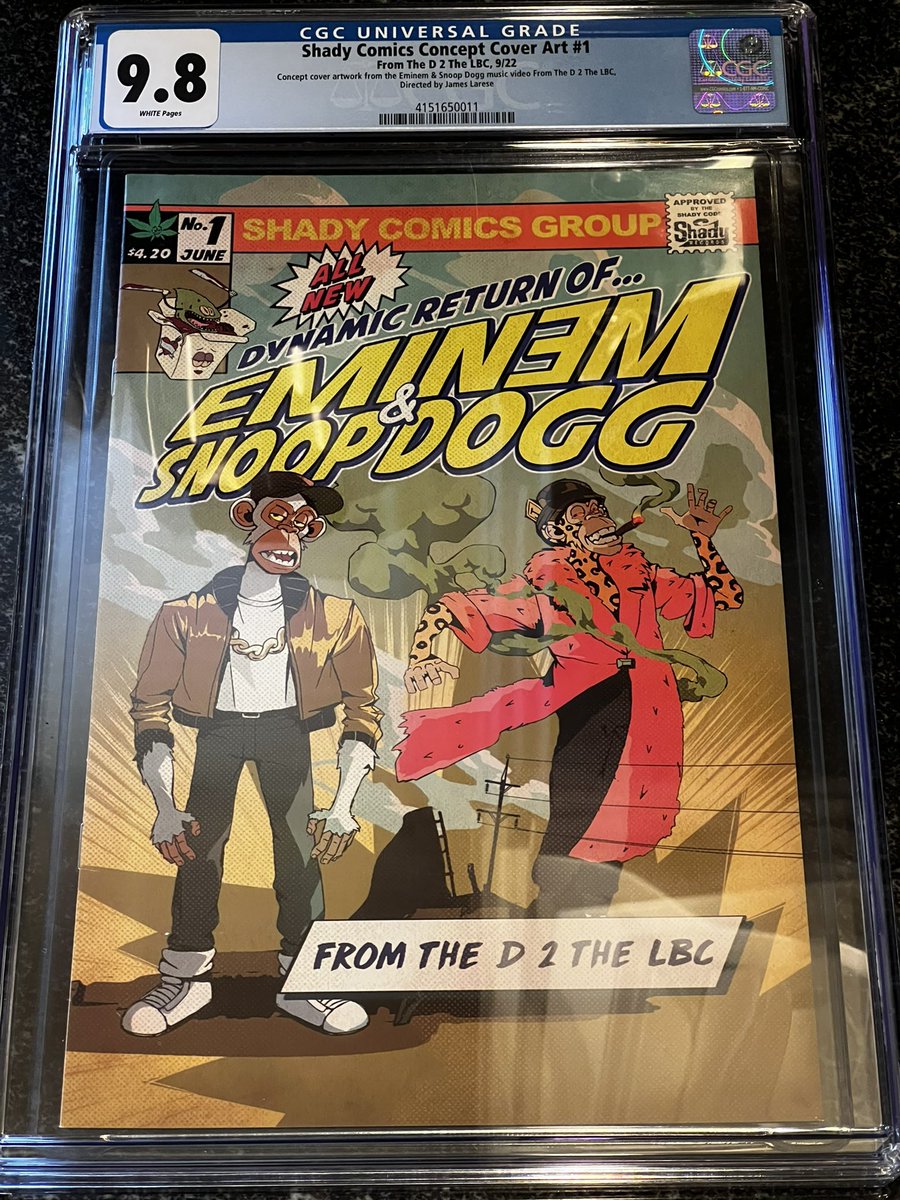 CGC UNIVERSAL GRADE
9.8
WHITE Pages
Shady Comics Concept Cover Art #1
From The D 2 The LBC, 9/22
Concept cover artwork from the Eminem & Snoop Dogg music video From The D 2 The LBC,
Directed by James Larese
4151650011
CGC
$4.20
No. 1
JUNE
SHADY COMICS GROUP
APPROVED
BY THE
SHADY CODE
Shady
RECORDS
ALL
NEW
DYNAMIC RETURN OF...
EMINƎM
&
SNOOP DOGG
FROM THE D 2 THE LBC